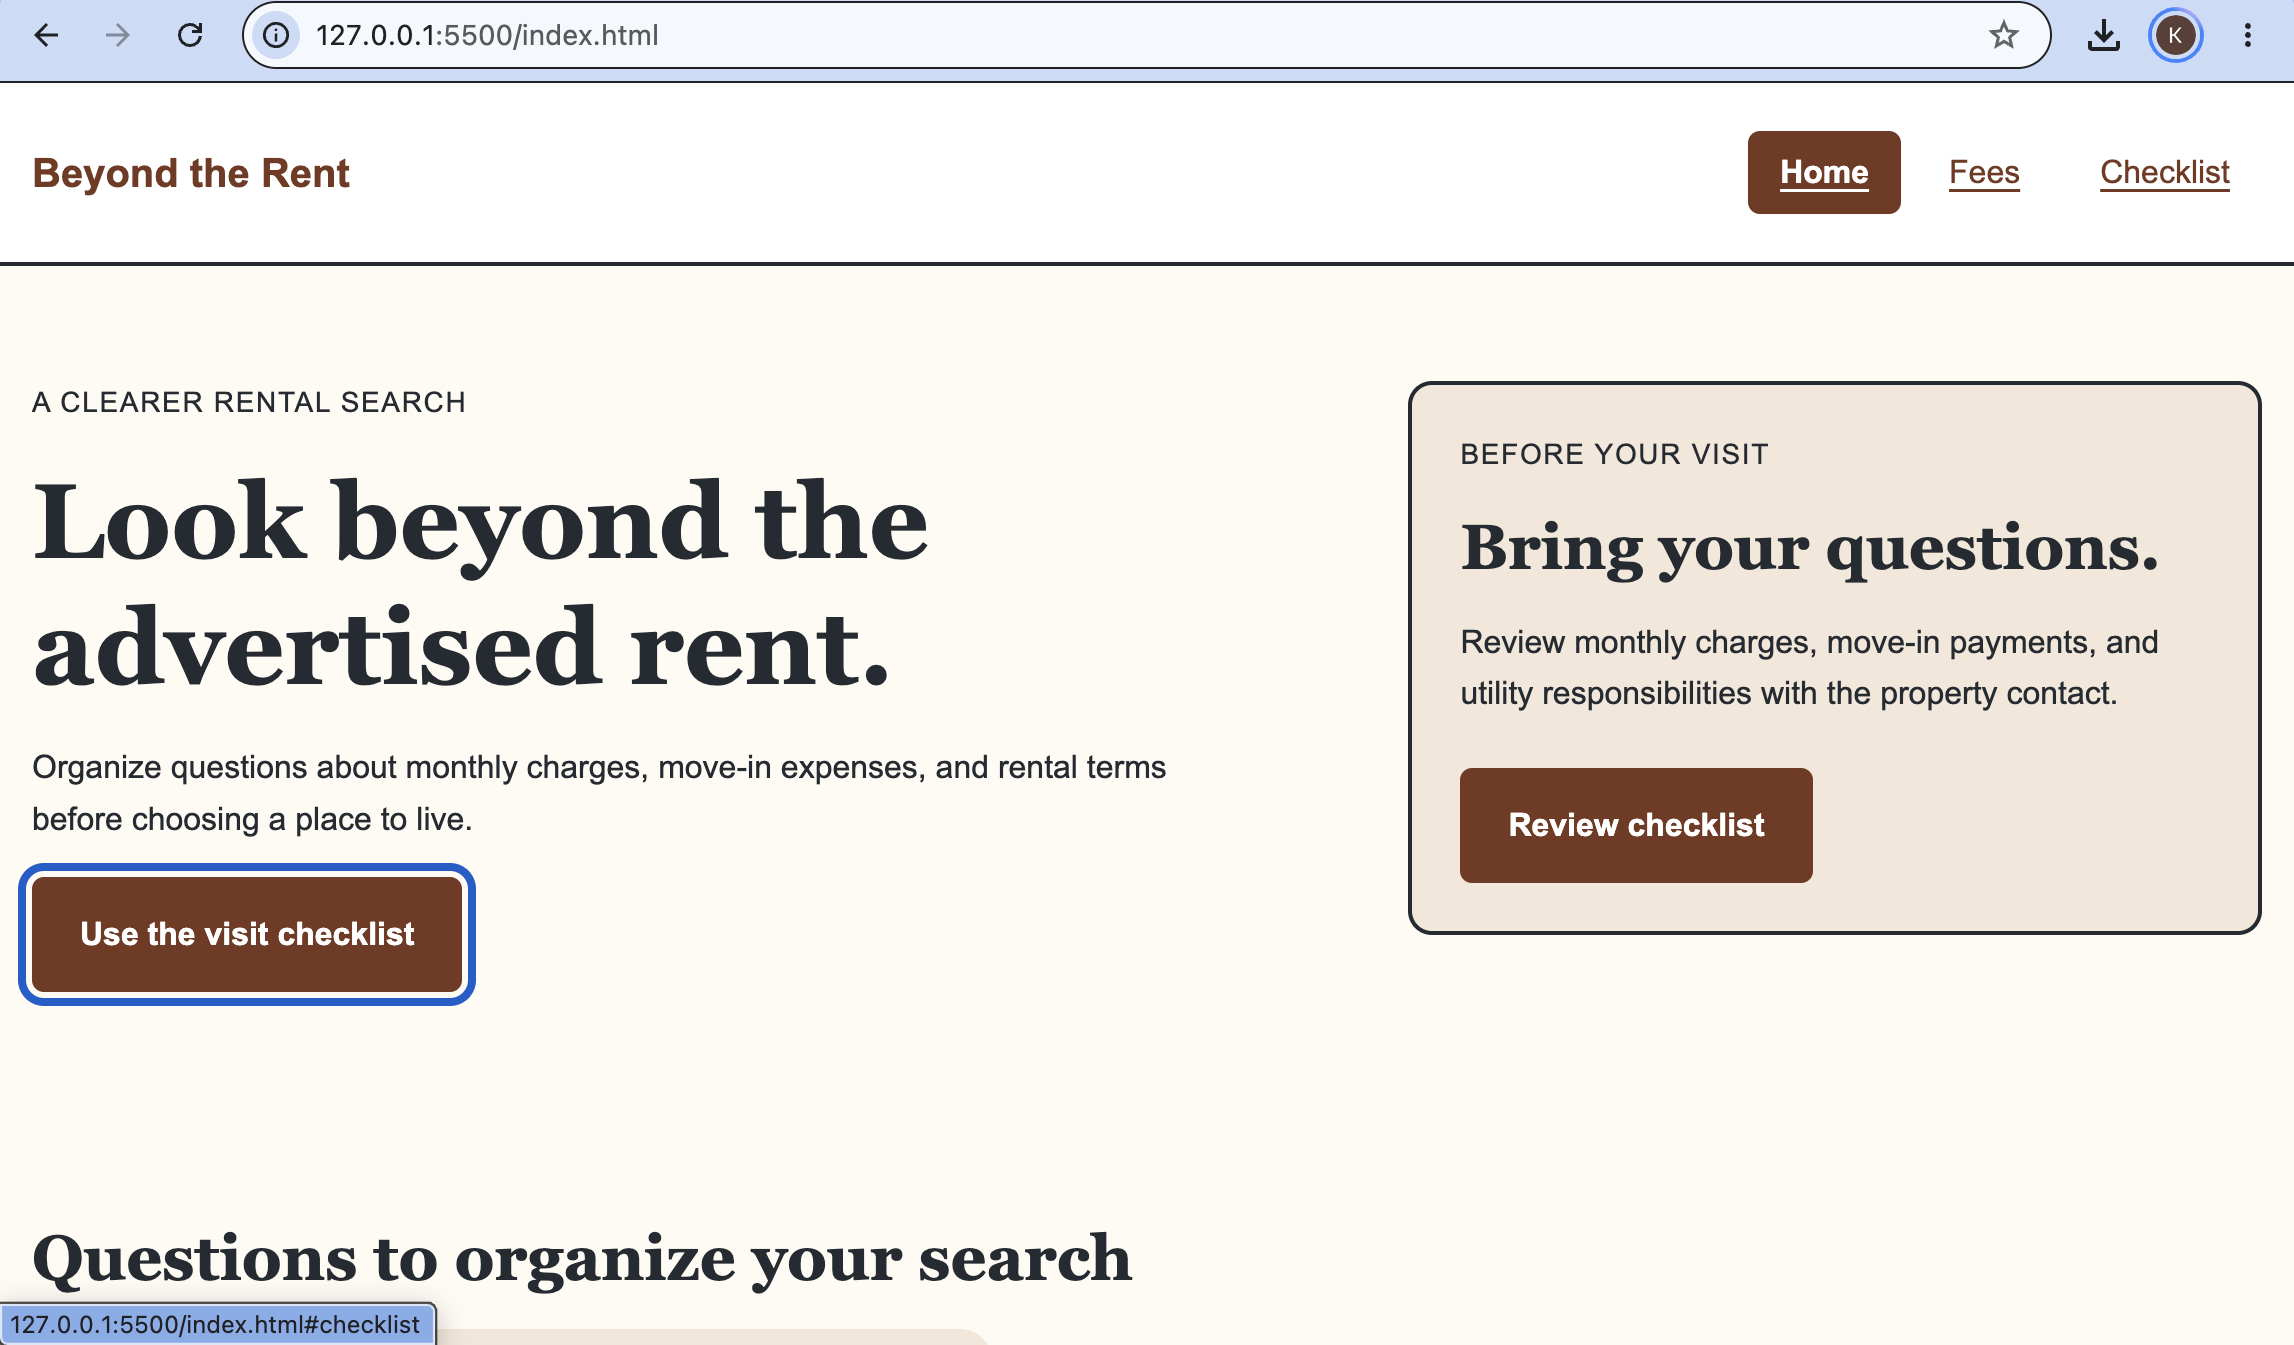 127.0.0.1:5500/index.html
K
Beyond the Rent
Home
Fees
Checklist
A CLEARER RENTAL SEARCH
Look beyond the
advertised rent.
Organize questions about monthly charges, move-in expenses, and rental terms
before choosing a place to live.
Use the visit checklist
BEFORE YOUR VISIT
Bring your questions.
Review monthly charges, move-in payments, and
utility responsibilities with the property contact.
Review checklist
Questions to organize your search
127.0.0.1:5500/index.html#checklist